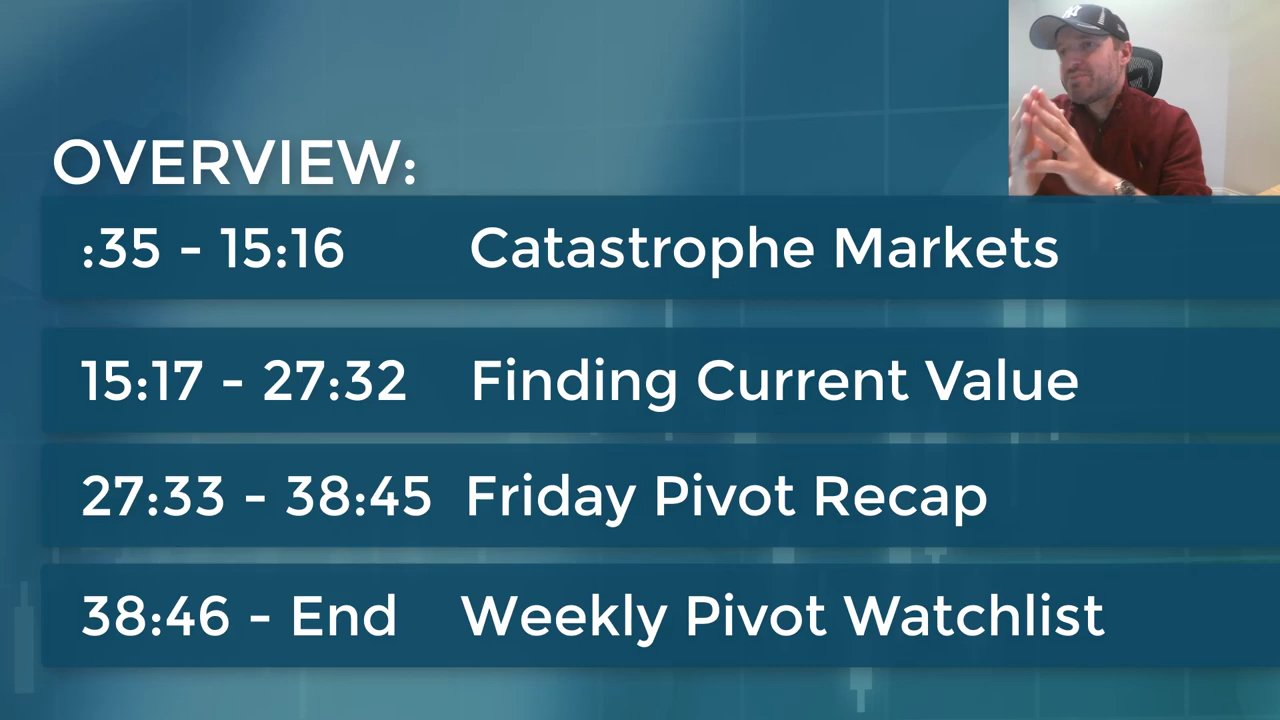 OVERVIEW:
:35 - 15:16 Catastrophe Markets
15:17 - 27:32 Finding Current Value
27:33 - 38:45 Friday Pivot Recap
38:46 - End Weekly Pivot Watchlist